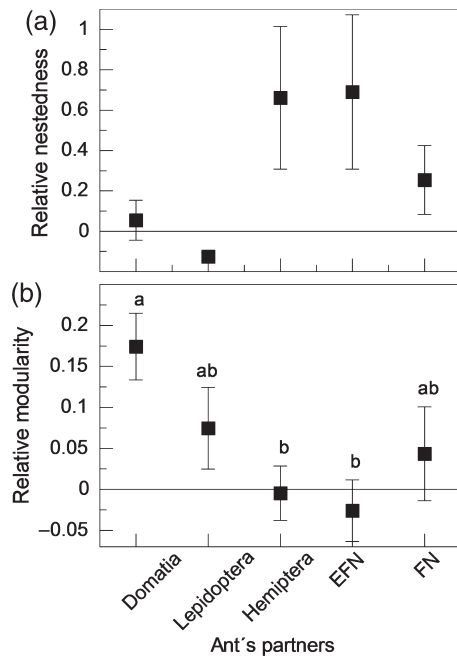 (a)
Relative nestedness
1
0.8
0.6
0.4
0.2
0
(b)
Relative modularity
0.2
0.15
0.1
0.05
0
−0.05
a
ab
b
b
ab
Domatia
Lepidoptera
Hemiptera
EFN
FN
Ant´s partners